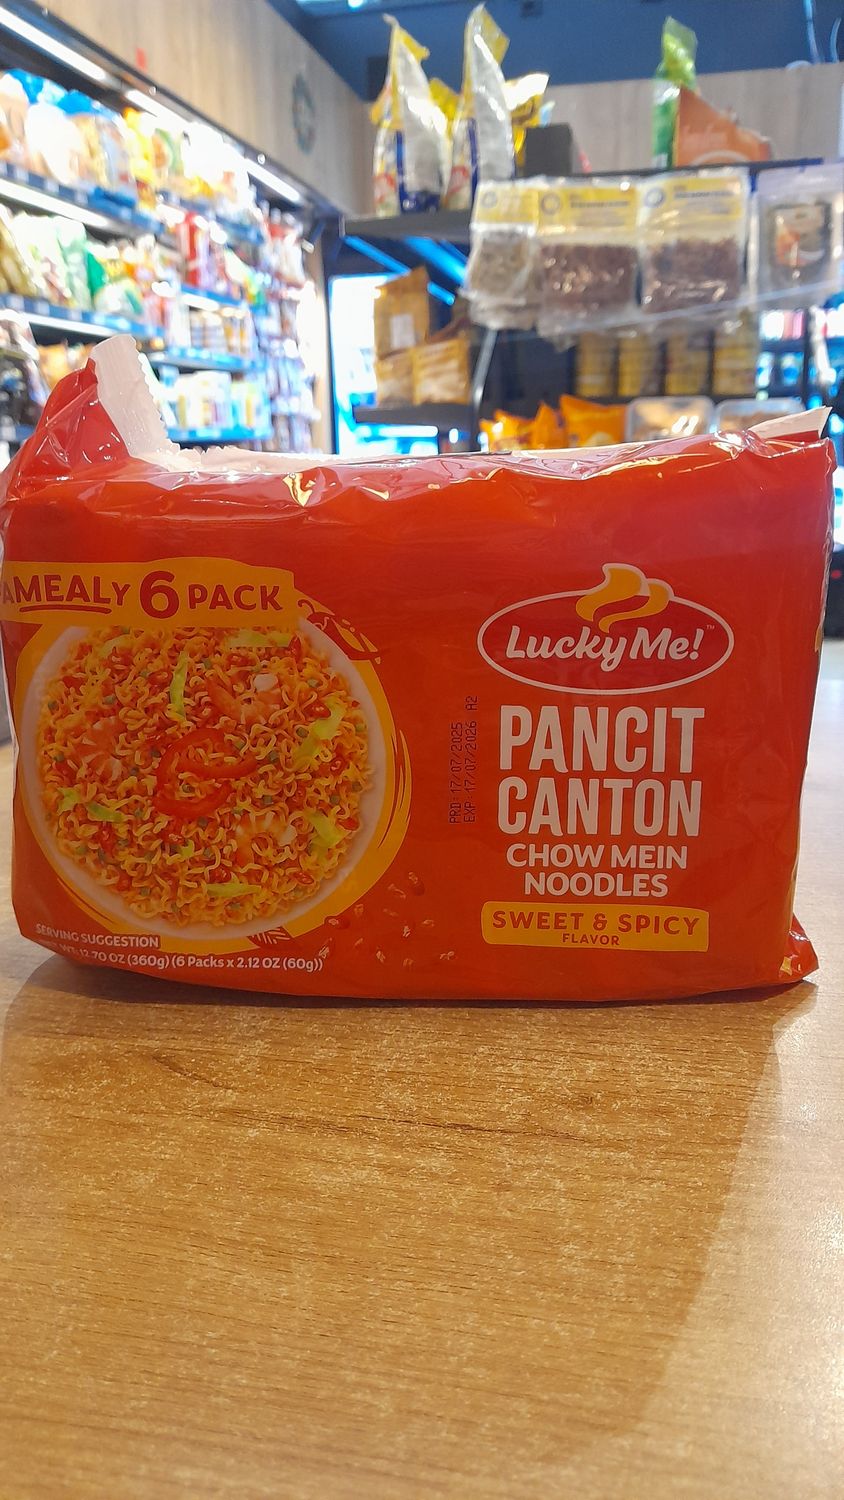 AMEALY 6 PACK
Lucky Me!™
PANCIT
CANTON
CHOW MEIN
NOODLES
SWEET & SPICY
FLAVOR
PRD: 17/07/2025
EXP: 17/07/2026 A2
SERVING SUGGESTION
WT. 12.70 OZ (360g) (6 Packs x 2.12 OZ (60g))